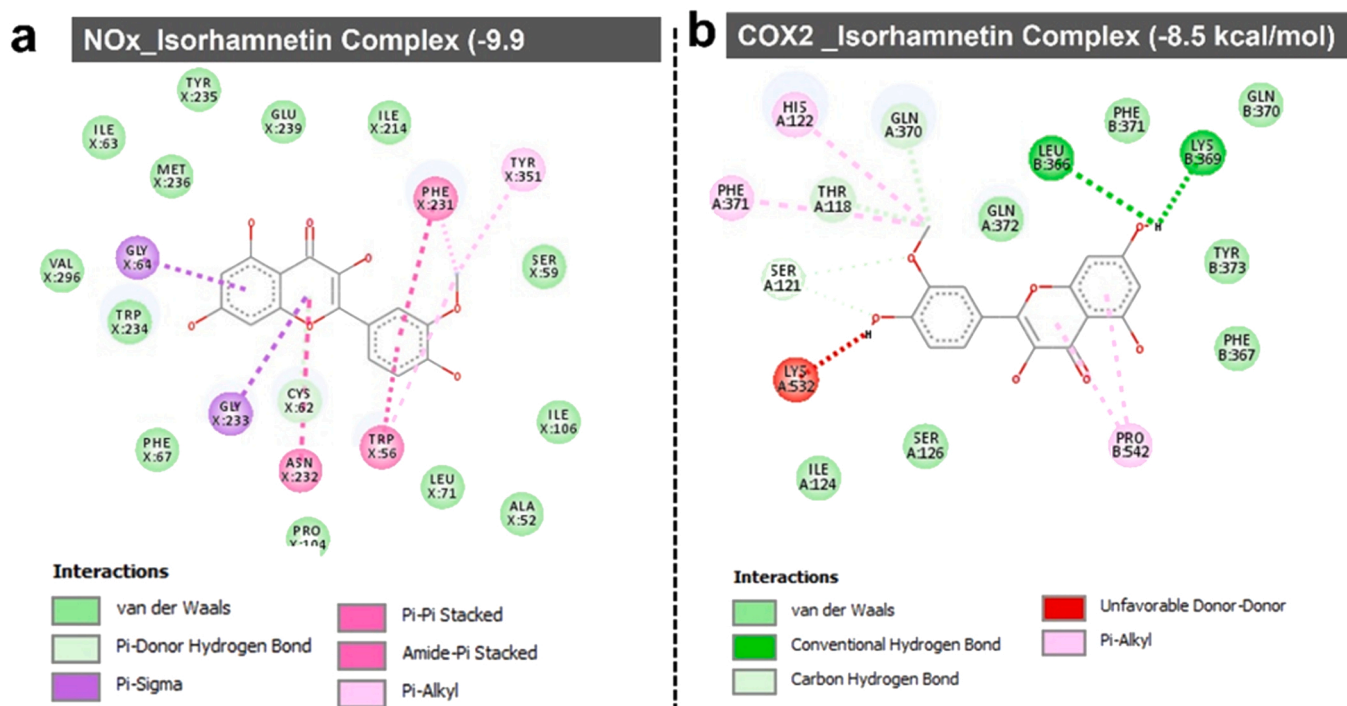 a
NOx_Isorhamnetin Complex (-9.9
TYR
X:235
GLU
X:239
ILE
X:214
ILE
X:63
MET
X:236
PHE
X:231
TYR
X:351
GLY
X:64
VAL
X:296
SER
X:59
TRP
X:234
CYS
X:62
GLY
X:233
ILE
X:106
PHE
X:67
TRP
X:56
ASN
X:232
LEU
X:71
ALA
X:52
PRO
X:104
Interactions
van der Waals
Pi-Donor Hydrogen Bond
Pi-Sigma
Pi-Pi Stacked
Amide-Pi Stacked
Pi-Alkyl
b
COX2 _Isorhamnetin Complex (-8.5 kcal/mol)
HIS
A:122
GLN
A:370
PHE
B:371
GLN
B:370
LEU
B:366
LYS
B:369
PHE
A:371
THR
A:118
GLN
A:372
TYR
B:373
SER
A:121
PHE
B:367
LYS
A:532
SER
A:126
PRO
B:542
ILE
A:124
O
O
O
O
O
O
O
O
O
O
H
O
O
O
H
O
Interactions
van der Waals
Conventional Hydrogen Bond
Carbon Hydrogen Bond
Unfavorable Donor-Donor
Pi-Alkyl